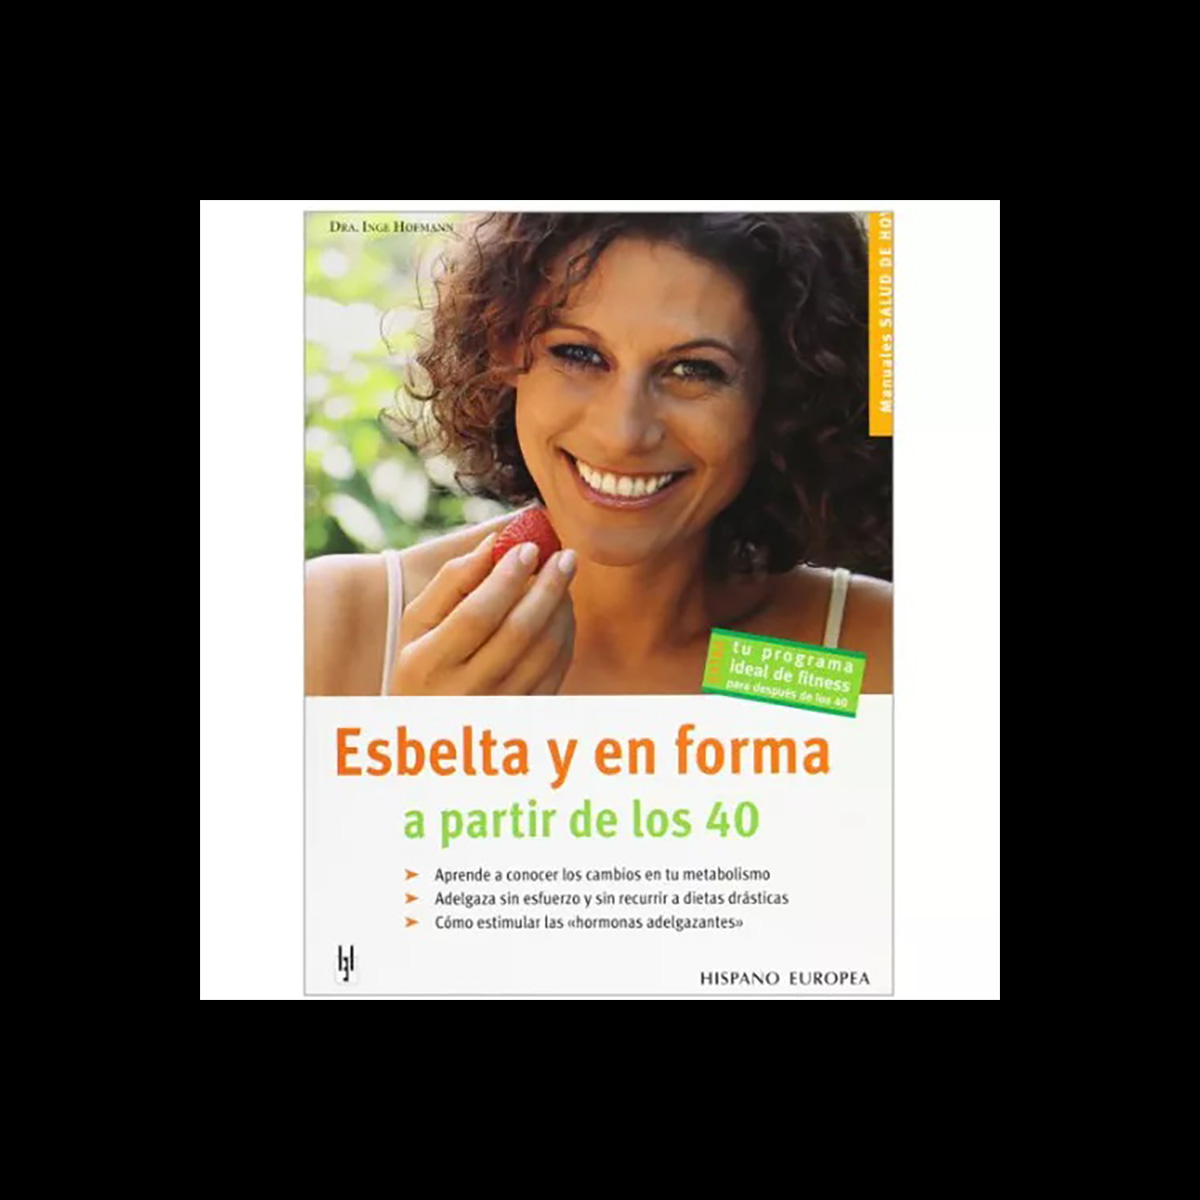 DRA. INGE HOFMANN
Manuales SALUD DE HOY
tu programa
ideal de fitness
para después de los 40
Esbelta y en forma
a partir de los 40
➤ Aprende a conocer los cambios en tu metabolismo
➤ Adelgaza sin esfuerzo y sin recurrir a dietas drásticas
➤ Cómo estimular las «hormonas adelgazantes»
HISPANO EUROPEA